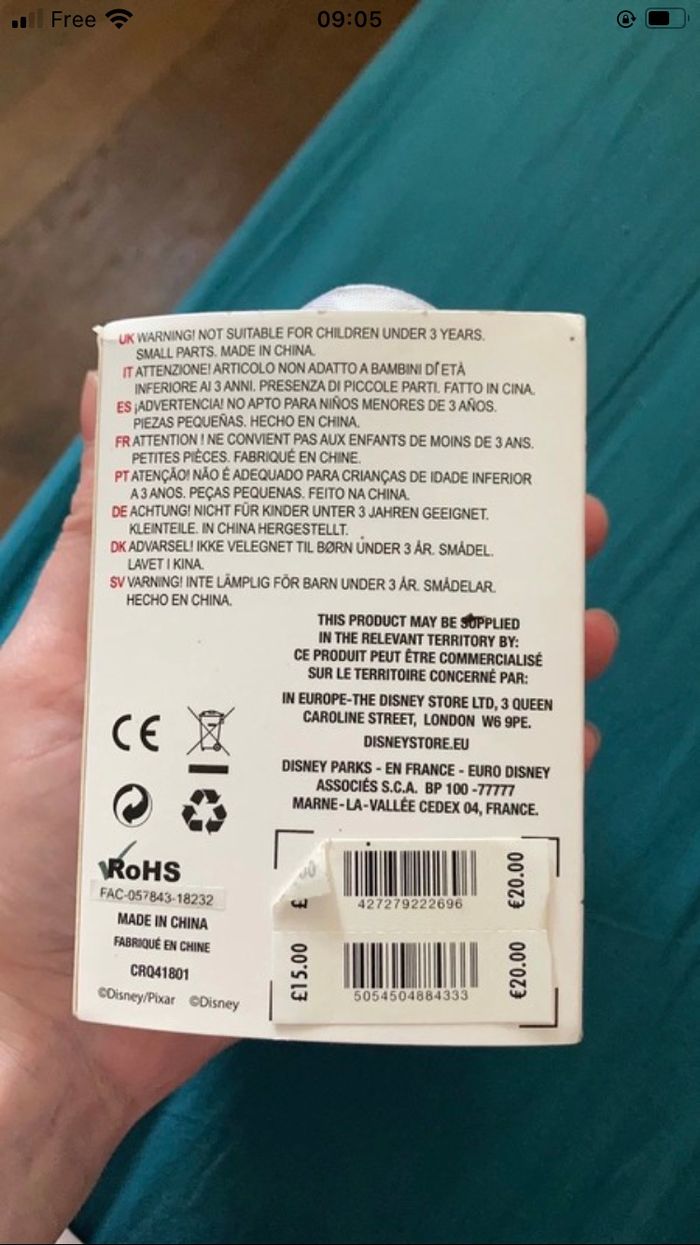 Free
09:05
UK WARNING! NOT SUITABLE FOR CHILDREN UNDER 3 YEARS.
SMALL PARTS. MADE IN CHINA.
IT ATTENZIONE! ARTICOLO NON ADATTO A BAMBINI DI ETÀ
INFERIORE AI 3 ANNI. PRESENZA DI PICCOLE PARTI. FATTO IN CINA.
ES ¡ADVERTENCIA! NO APTO PARA NIÑOS MENORES DE 3 AÑOS.
PIEZAS PEQUEÑAS. HECHO EN CHINA.
FR ATTENTION ! NE CONVIENT PAS AUX ENFANTS DE MOINS DE 3 ANS.
PETITES PIÈCES. FABRIQUÉ EN CHINE.
PT ATENÇÃO! NÃO É ADEQUADO PARA CRIANÇAS DE IDADE INFERIOR
A 3 ANOS. PEÇAS PEQUENAS. FEITO NA CHINA.
DE ACHTUNG! NICHT FÜR KINDER UNTER 3 JAHREN GEEIGNET.
KLEINTEILE. IN CHINA HERGESTELLT.
DK ADVARSEL! IKKE VELEGNET TIL BØRN UNDER 3 ÅR. SMÅDEL.
LAVET I KINA.
SV VARNING! INTE LÄMPLIG FÖR BARN UNDER 3 ÅR. SMÅDELAR.
HECHO EN CHINA.
THIS PRODUCT MAY BE SUPPLIED
IN THE RELEVANT TERRITORY BY:
CE PRODUIT PEUT ÊTRE COMMERCIALISÉ
SUR LE TERRITOIRE CONCERNÉ PAR:
IN EUROPE-THE DISNEY STORE LTD, 3 QUEEN
CAROLINE STREET, LONDON W6 9PE.
DISNEYSTORE.EU
DISNEY PARKS - EN FRANCE - EURO DISNEY
ASSOCIÉS S.C.A. BP 100 -77777
MARNE-LA-VALLÉE CEDEX 04, FRANCE.
CE
RoHS
FAC-057843-18232
MADE IN CHINA
FABRIQUÉ EN CHINE
CRQ41801
©Disney/Pixar ©Disney
427279222696
€20.00
£15.00
5054504884333
€20.00